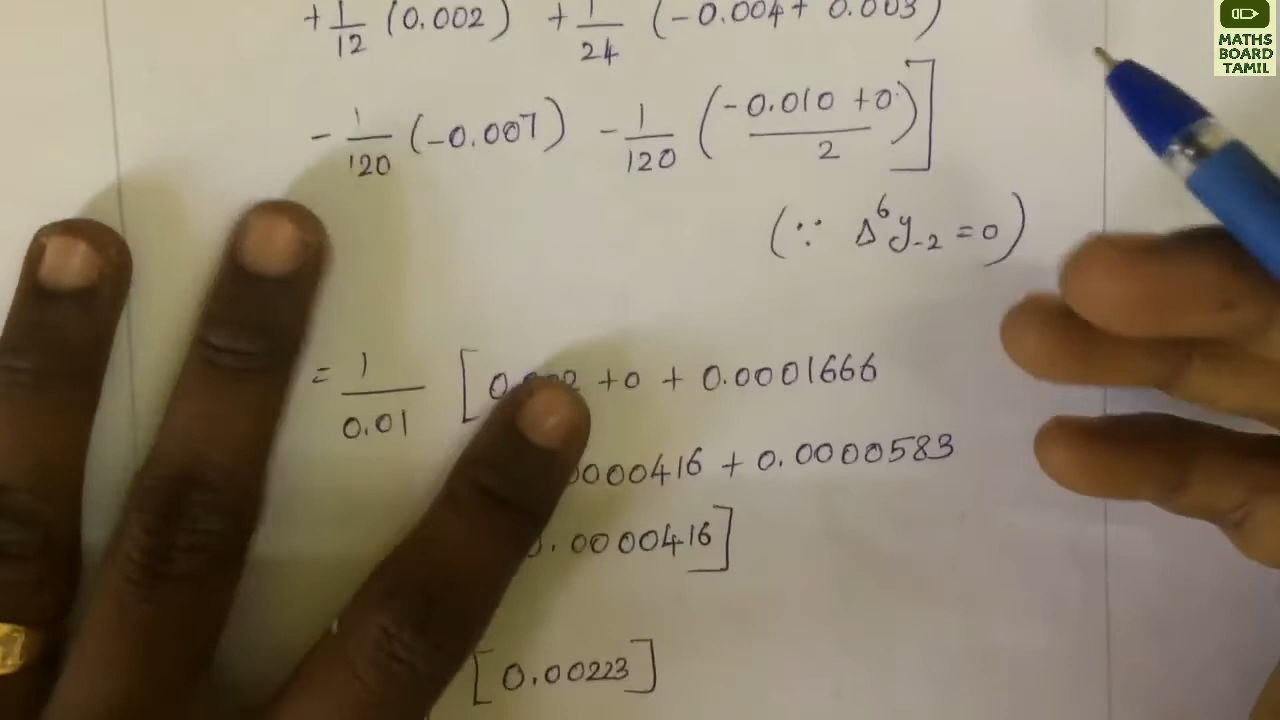 + 1/12 (0.002) + 1/24 (-0.004 + 0.003)
MATHS
BOARD
TAMIL
- 1/120 (-0.007) - 1/120 ((-0.010 + 0)/2)]
(∵ Δ⁶y₋₂ = 0)
= 1/0.01 [ +0 + 0.0001666
0000416 + 0.0000583
.0000416]
[0.00223]